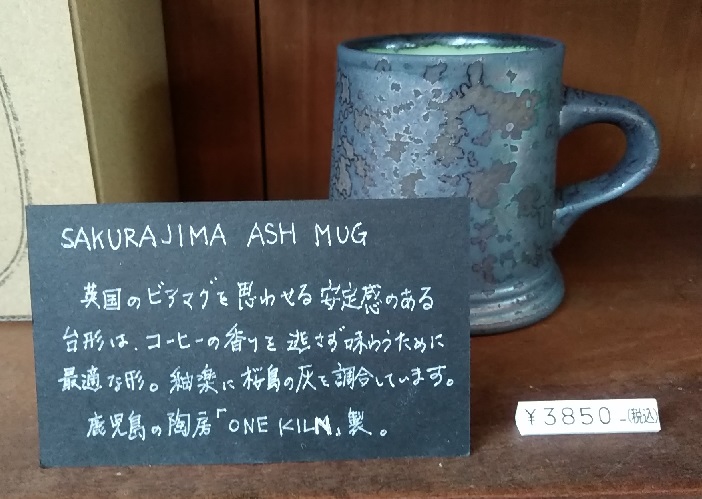 SAKURAJIMA ASH MUG
英国のビアマグを思わせる安定感のある
台形は、コーヒーの香りを逃さず味わうために
最適な形。釉薬に桜島の灰を調合しています。
鹿児島の陶房「ONE KILN」製。
¥3850-(税込)